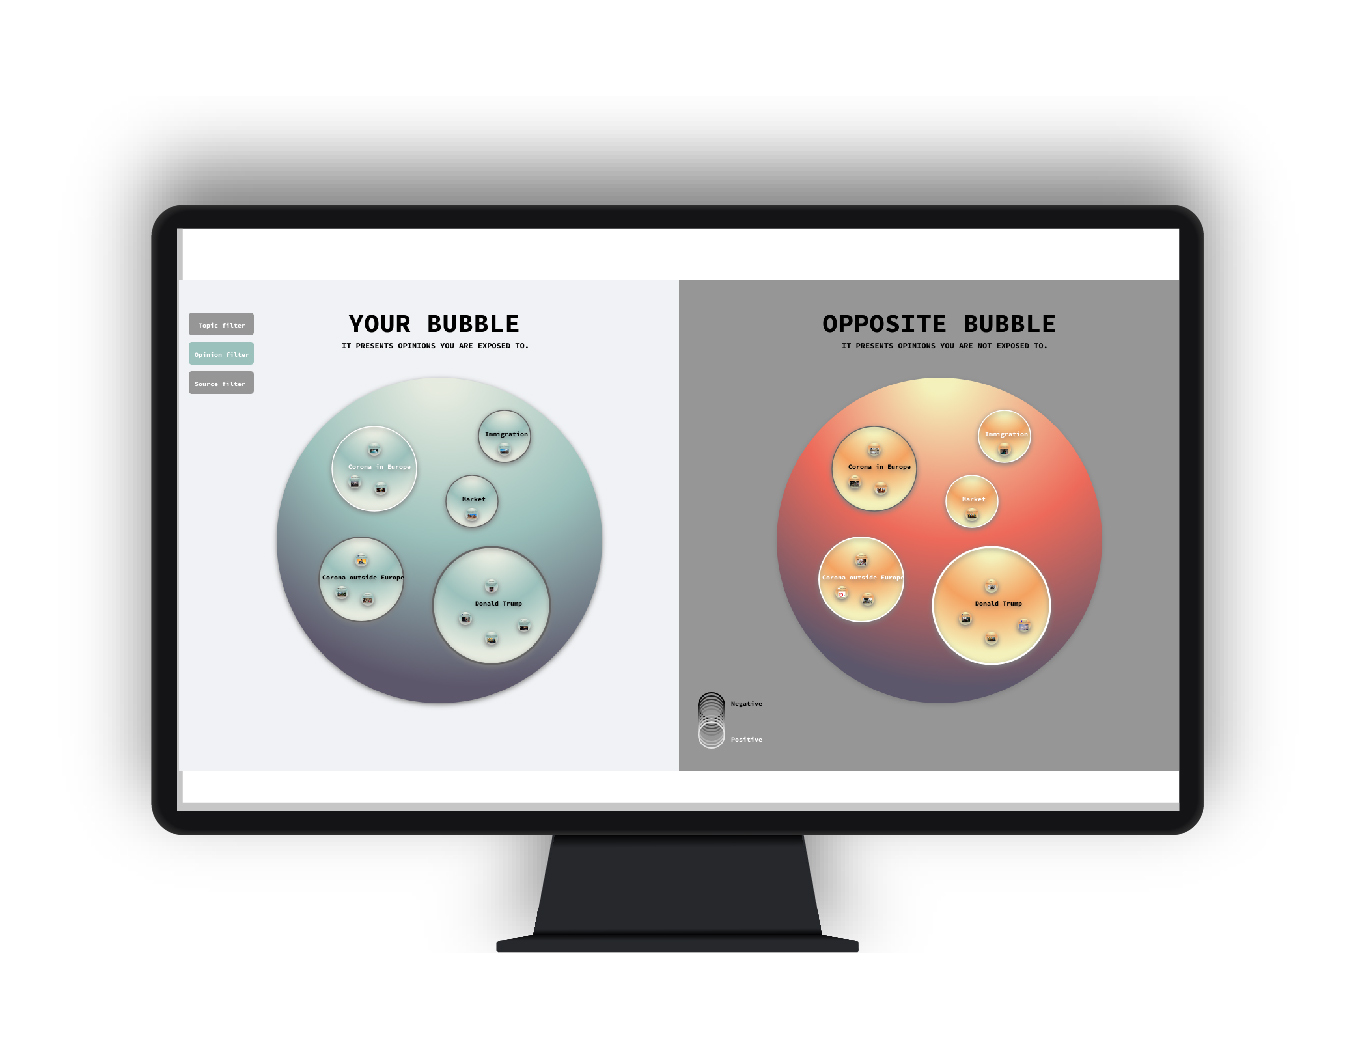 YOUR BUBBLE
IT PRESENTS OPINIONS YOU ARE EXPOSED TO.
Topic filter
Opinion filter
Source filter
Immigration
Corona in Europe
Market
Corona outside Europe
Donald Trump
OPPOSITE BUBBLE
IT PRESENTS OPINIONS YOU ARE NOT EXPOSED TO.
Immigration
Corona in Europe
Market
Corona outside Europe
Donald Trump
Negative
Positive